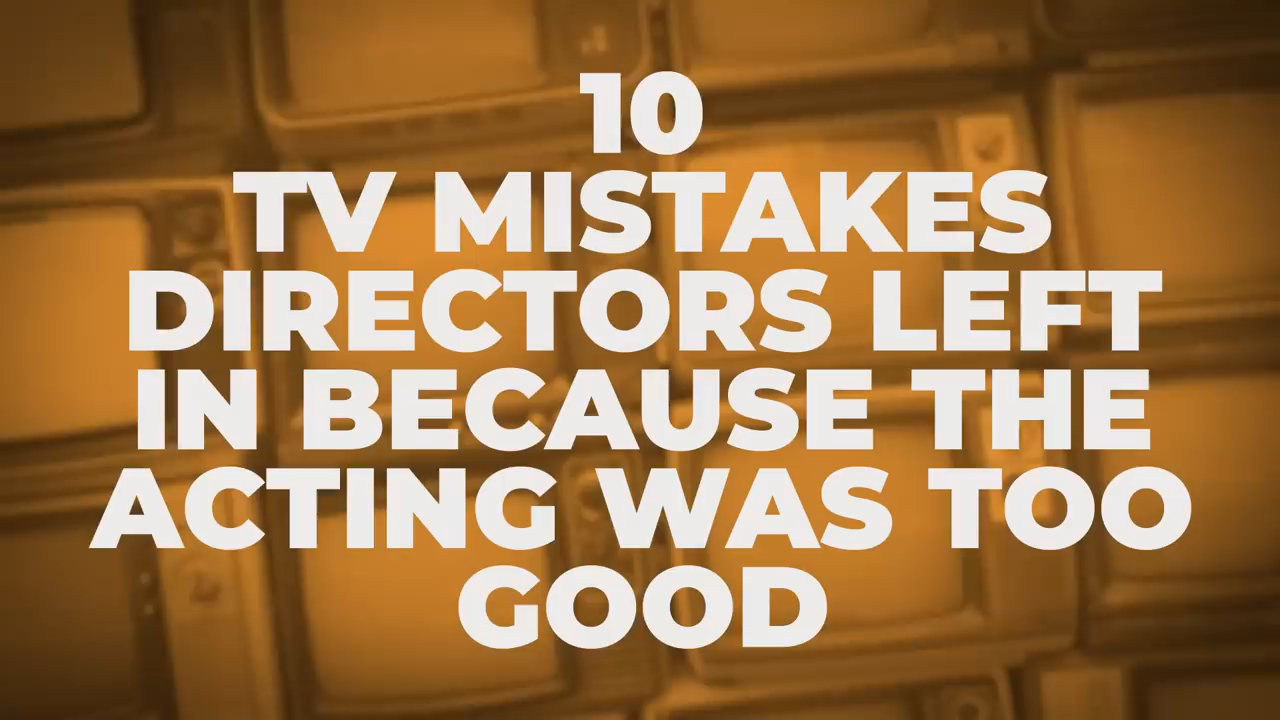 10
TV MISTAKES
DIRECTORS LEFT
IN BECAUSE THE
ACTING WAS TOO
GOOD